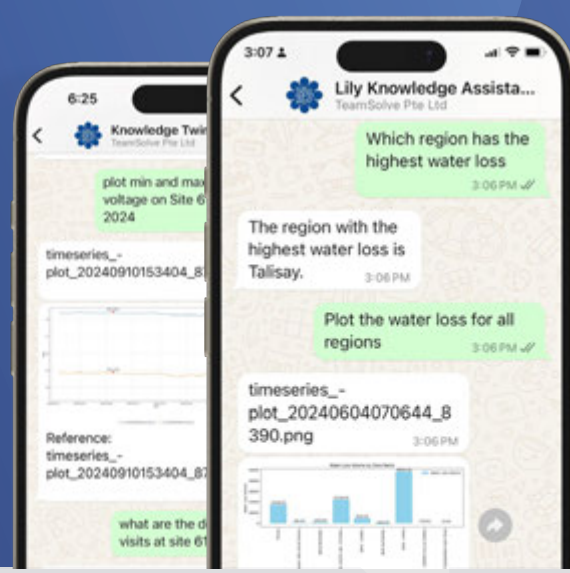 6:25
Knowledge Twi
TeamSolve Pte Ltd
plot min and max
voltage on Site 6
2024
timeseries_-
plot_20240910153404_8
Reference:
timeseries_-
plot_20240910153404_87
what are the d
visits at site 61
3:07
Lily Knowledge Assista...
TeamSolve Pte Ltd
Which region has the
highest water loss
3:06 PM
The region with the
highest water loss is
Talisay.
3:06 PM
Plot the water loss for all
regions
3:06 PM
timeseries_-
plot_20240604070644_8
390.png
3:06 PM